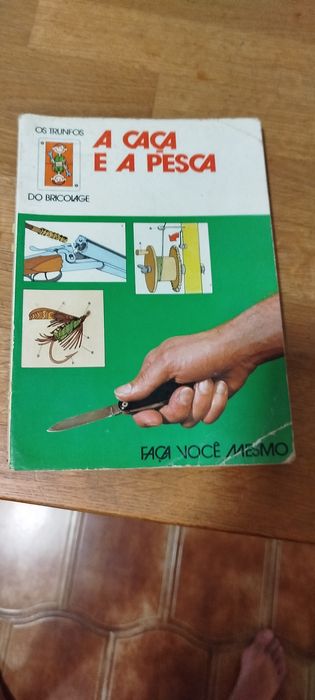 OS TRUNFOS
DO BRICOLAGE
A CAÇA
E A PESCA
FAÇA VOCÊ MESMO